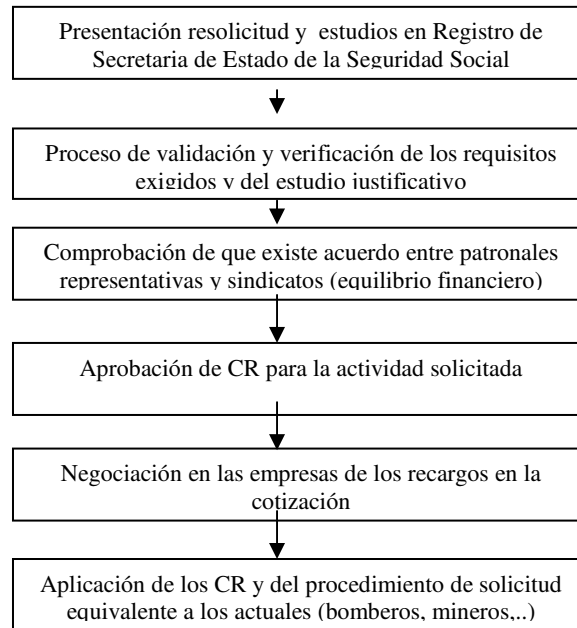 Presentación resolicitud y estudios en Registro de
Secretaria de Estado de la Seguridad Social
Proceso de validación y verificación de los requisitos
exigidos y del estudio justificativo
Comprobación de que existe acuerdo entre patronales
representativas y sindicatos (equilibrio financiero)
Aprobación de CR para la actividad solicitada
Negociación en las empresas de los recargos en la
cotización
Aplicación de los CR y del procedimiento de solicitud
equivalente a los actuales (bomberos, mineros,..)